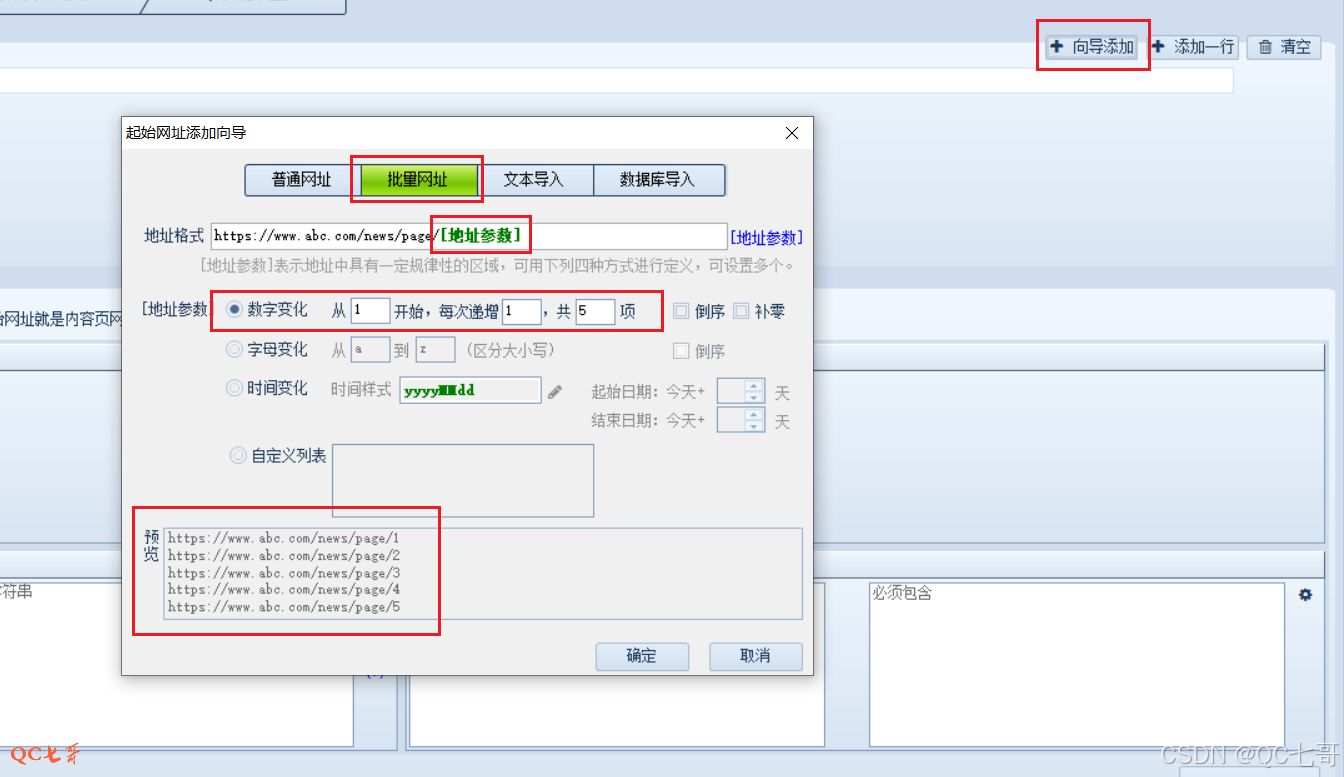 向导添加
添加一行
清空
起始网址添加向导
普通网址
批量网址
文本导入
数据库导入
地址格式
https://www.abc.com/news/page/[地址参数]
[地址参数]
[地址参数]表示地址中具有一定规律性的区域，可用下列四种方式进行定义，可设置多个。
[地址参数]
数字变化 从 1 开始，每次递增 1 ，共 5 项
倒序
补零
字母变化 从 a 到 z （区分大小写）
倒序
时间变化 时间样式 yyyyMMdd
起始日期：今天+ 天
结束日期：今天+ 天
自定义列表
网址就是内容页网
预览
https://www.abc.com/news/page/1
https://www.abc.com/news/page/2
https://www.abc.com/news/page/3
https://www.abc.com/news/page/4
https://www.abc.com/news/page/5
确定
取消
符串
必须包含
QC七哥
CSDN @QC七哥